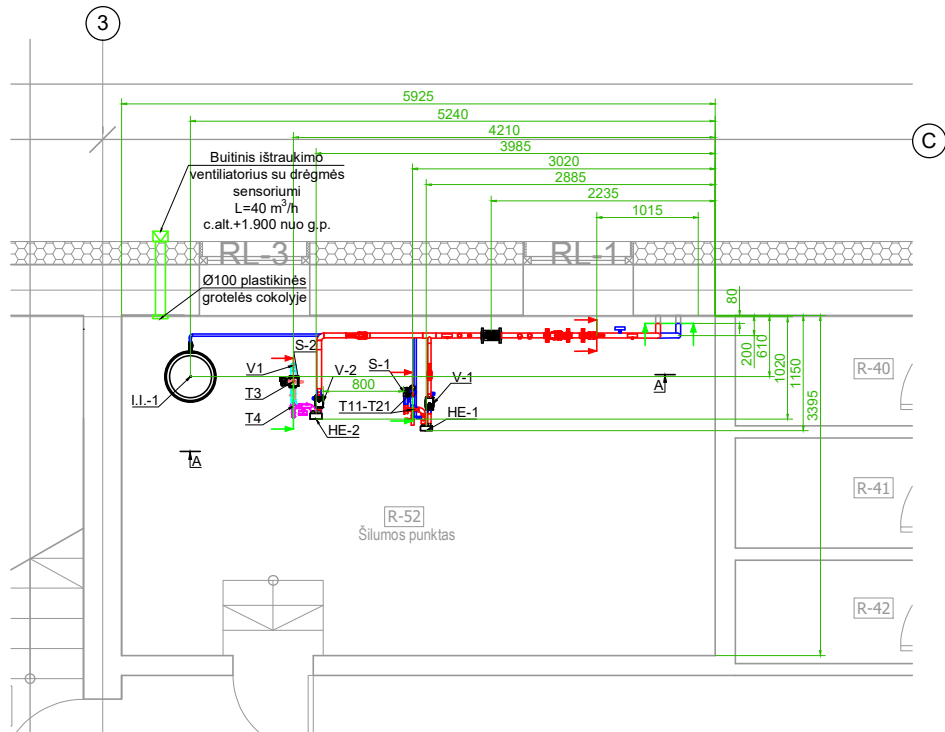 3
5925
5240
4210
3985
3020
2885
2235
1015
C
Buitinis ištraukimo
ventiliatorius su drėgmės
sensoriumi
L=40 m³/h
c.alt.+1.900 nuo g.p.
RL-3
RL-1
Ø100 plastikinės
grotelės cokolyje
80
200
610
1020
1150
3395
S-2
V1
V-2
S-1
V-1
T3
800
A
I.I.-1
T4
T11-T21
HE-2
HE-1
A
R-40
R-41
R-52
Šilumos punktas
R-42